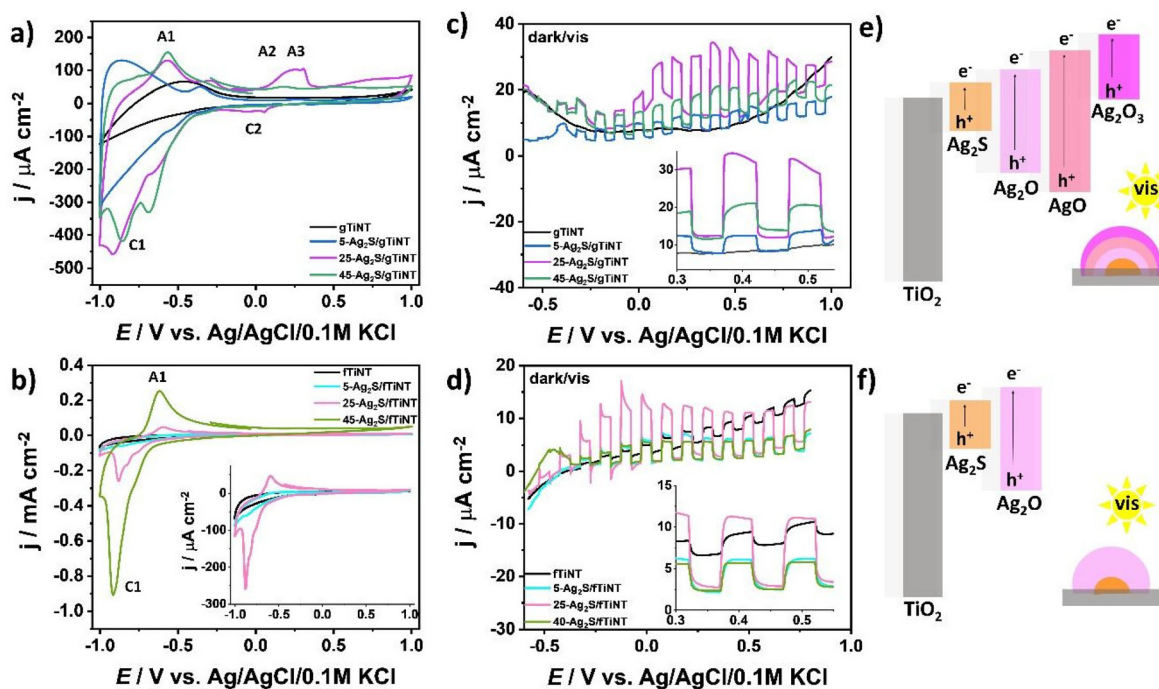 a)
A1
A2
A3
C2
C1
200
100
0
-100
-200
-300
-400
-500
j / μA cm-2
gTiNT
5-Ag2S/gTiNT
25-Ag2S/gTiNT
45-Ag2S/gTiNT
-1.0
-0.5
0.0
0.5
1.0
E / V vs. Ag/AgCl/0.1M KCl
b)
A1
C1
0.4
0.2
0.0
-0.2
-0.4
-0.6
-0.8
-1.0
j / mA cm-2
fTiNT
5-Ag2S/fTiNT
25-Ag2S/fTiNT
45-Ag2S/fTiNT
0
-100
-200
-300
j / μA cm-2
-1.0
-0.5
0.0
0.5
1.0
-1.0
-0.5
0.0
0.5
1.0
E / V vs. Ag/AgCl/0.1M KCl
c)
dark/vis
40
30
20
10
0
-10
-20
-30
-40
j / μA cm-2
30
20
10
0.3
0.4
0.5
gTiNT
5-Ag2S/gTiNT
25-Ag2S/gTiNT
45-Ag2S/gTiNT
-0.5
0.0
0.5
1.0
E / V vs. Ag/AgCl/0.1M KCl
d)
dark/vis
20
15
10
5
0
-5
-10
-15
-20
-25
-30
j / μA cm-2
15
10
5
0
0.3
0.4
0.5
fTiNT
5-Ag2S/fTiNT
25-Ag2S/fTiNT
40-Ag2S/fTiNT
-0.5
0.0
0.5
1.0
E / V vs. Ag/AgCl/0.1M KCl
e)
e-
e-
e-
e-
h+
Ag2S
h+
Ag2O
h+
AgO
h+
Ag2O3
vis
TiO2
f)
e-
e-
h+
Ag2S
h+
Ag2O
vis
TiO2